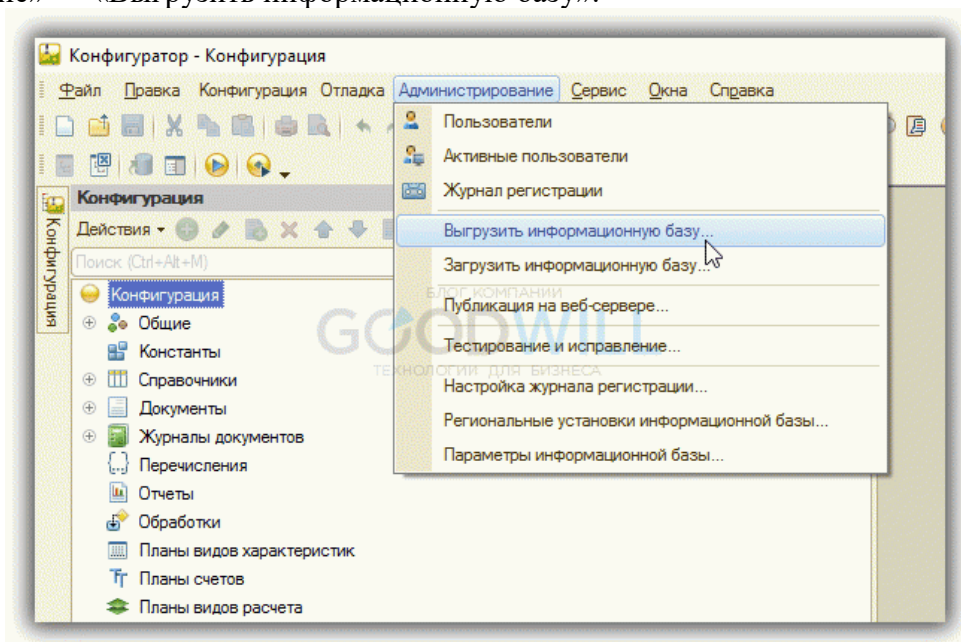 «Выгрузить информационную базу».
Конфигуратор - Конфигурация
Файл Правка Конфигурация Отладка Администрирование Сервис Окна Справка
Пользователи
Активные пользователи
Журнал регистрации
Выгрузить информационную базу...
Загрузить информационную базу...
Публикация на веб-сервере...
Тестирование и исправление...
Настройка журнала регистрации...
Региональные установки информационной базы...
Параметры информационной базы...
Конфигурация
Конфигурация
Действия
Поиск (Ctrl+Alt+M)
Конфигурация
Общие
Константы
Справочники
Документы
Журналы документов
Перечисления
Отчеты
Обработки
Планы видов характеристик
Планы счетов
Планы видов расчета
БЛОГ КОМПАНИИ
GOODWILL
ТЕХНОЛОГИИ ДЛЯ БИЗНЕСА